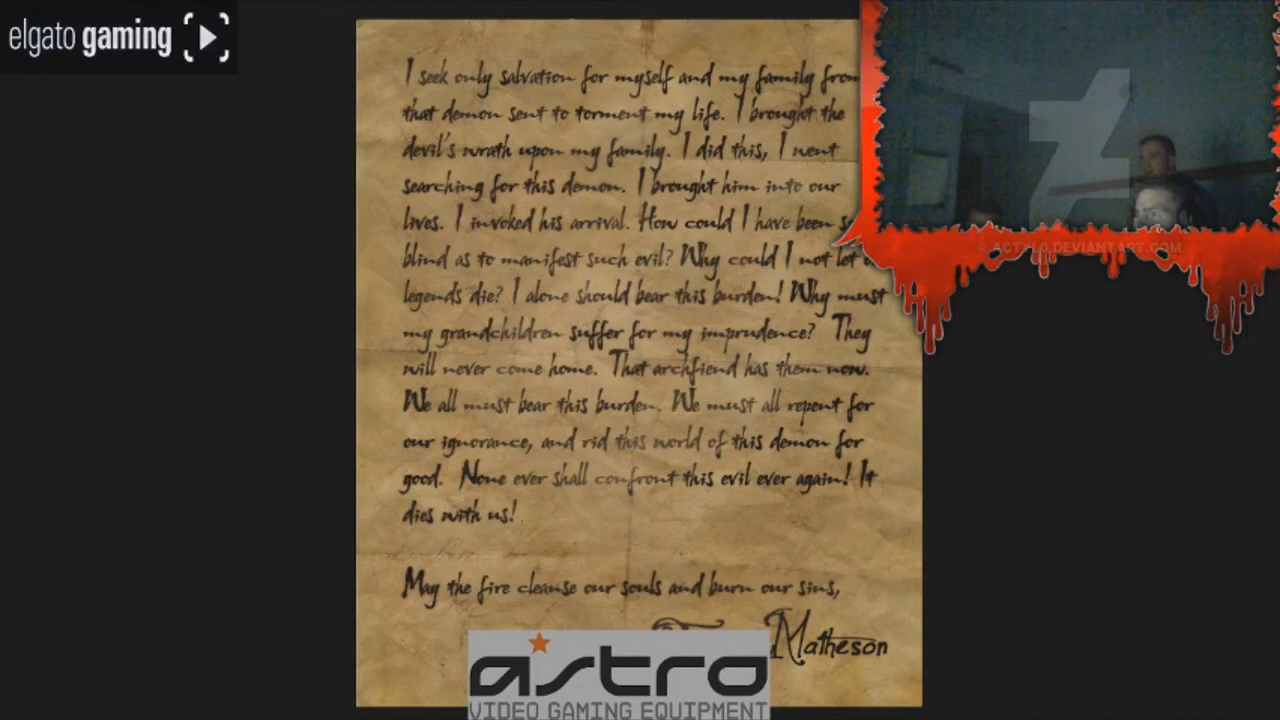 elgato gaming
I seek only salvation for myself and my family from
that demon sent to torment my life. I brought the
devil's wrath upon my family. I did this, I went
searching for this demon. I brought him into our
lives. I invoked his arrival. How could I have been
blind as to manifest such evil? Why could I not let
legends die? I alone should bear this burden! Why must
my grandchildren suffer for my imprudence? They
will never come home. That archfiend has them now.
We all must bear this burden. We must all repent for
our ignorance, and rid this world of this demon for
good. None ever shall confront this evil ever again! It
dies with us!
May the fire cleanse our souls and burn our sins,
Matheson
astro
VIDEO GAMING EQUIPMENT